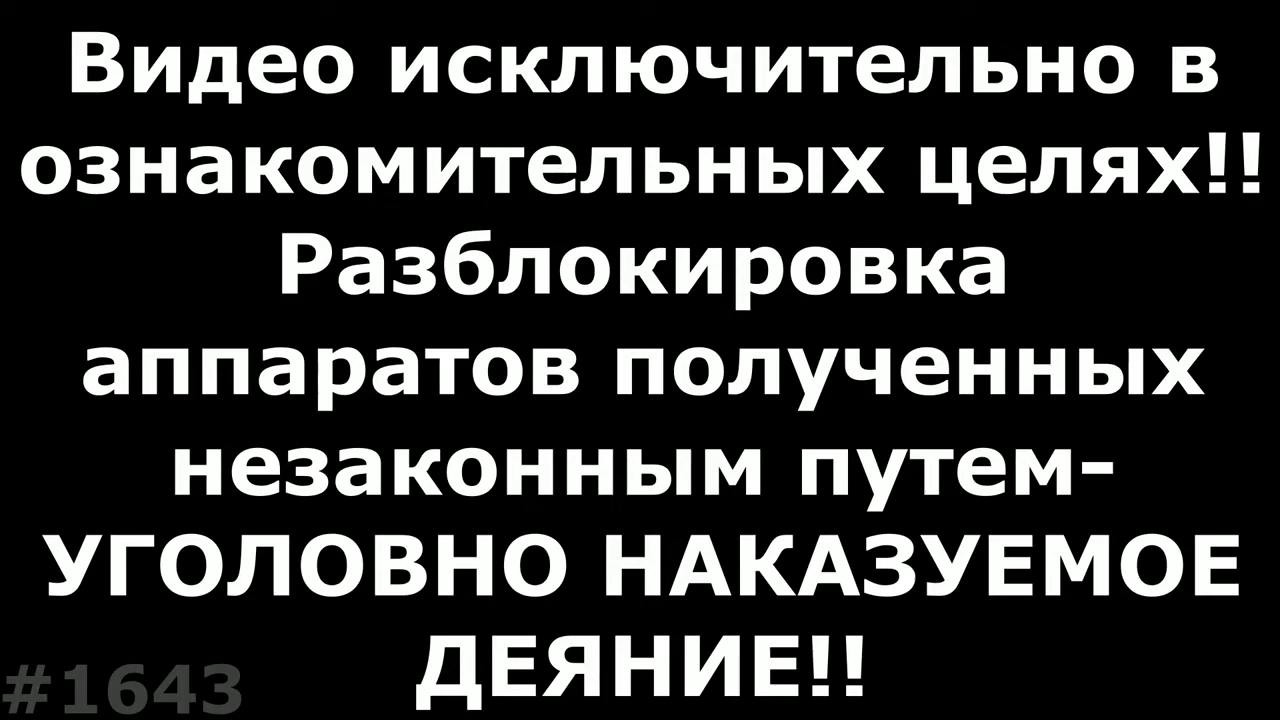 Видео исключительно в
ознакомительных целях!!
Разблокировка
аппаратов полученных
незаконным путем-
УГОЛОВНО НАКАЗУЕМОЕ
ДЕЯНИЕ!!
#1643